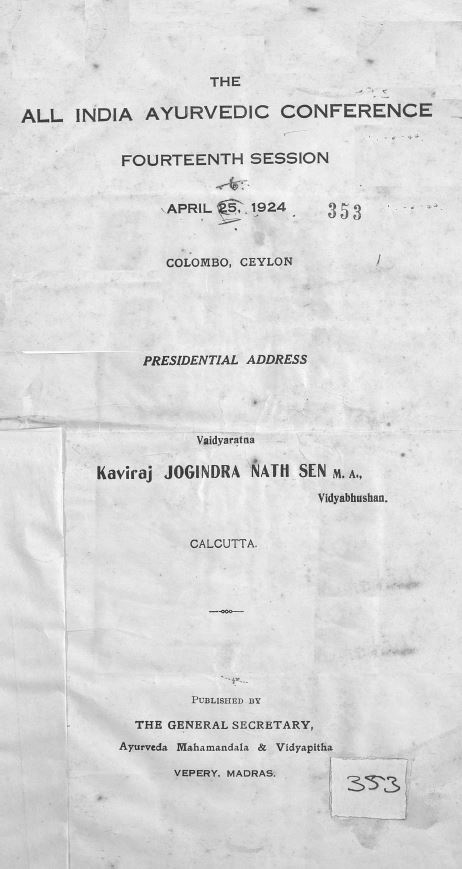 THE
ALL INDIA AYURVEDIC CONFERENCE
FOURTEENTH SESSION
APRIL 25, 1924 353
COLOMBO, CEYLON
PRESIDENTIAL ADDRESS
Vaidyaratna
Kaviraj JOGINDRA NATH SEN M. A.,
Vidyabhushan.
CALCUTTA.
PUBLISHED BY
THE GENERAL SECRETARY,
Ayurveda Mahamandala & Vidyapitha
VEPERY, MADRAS.
353